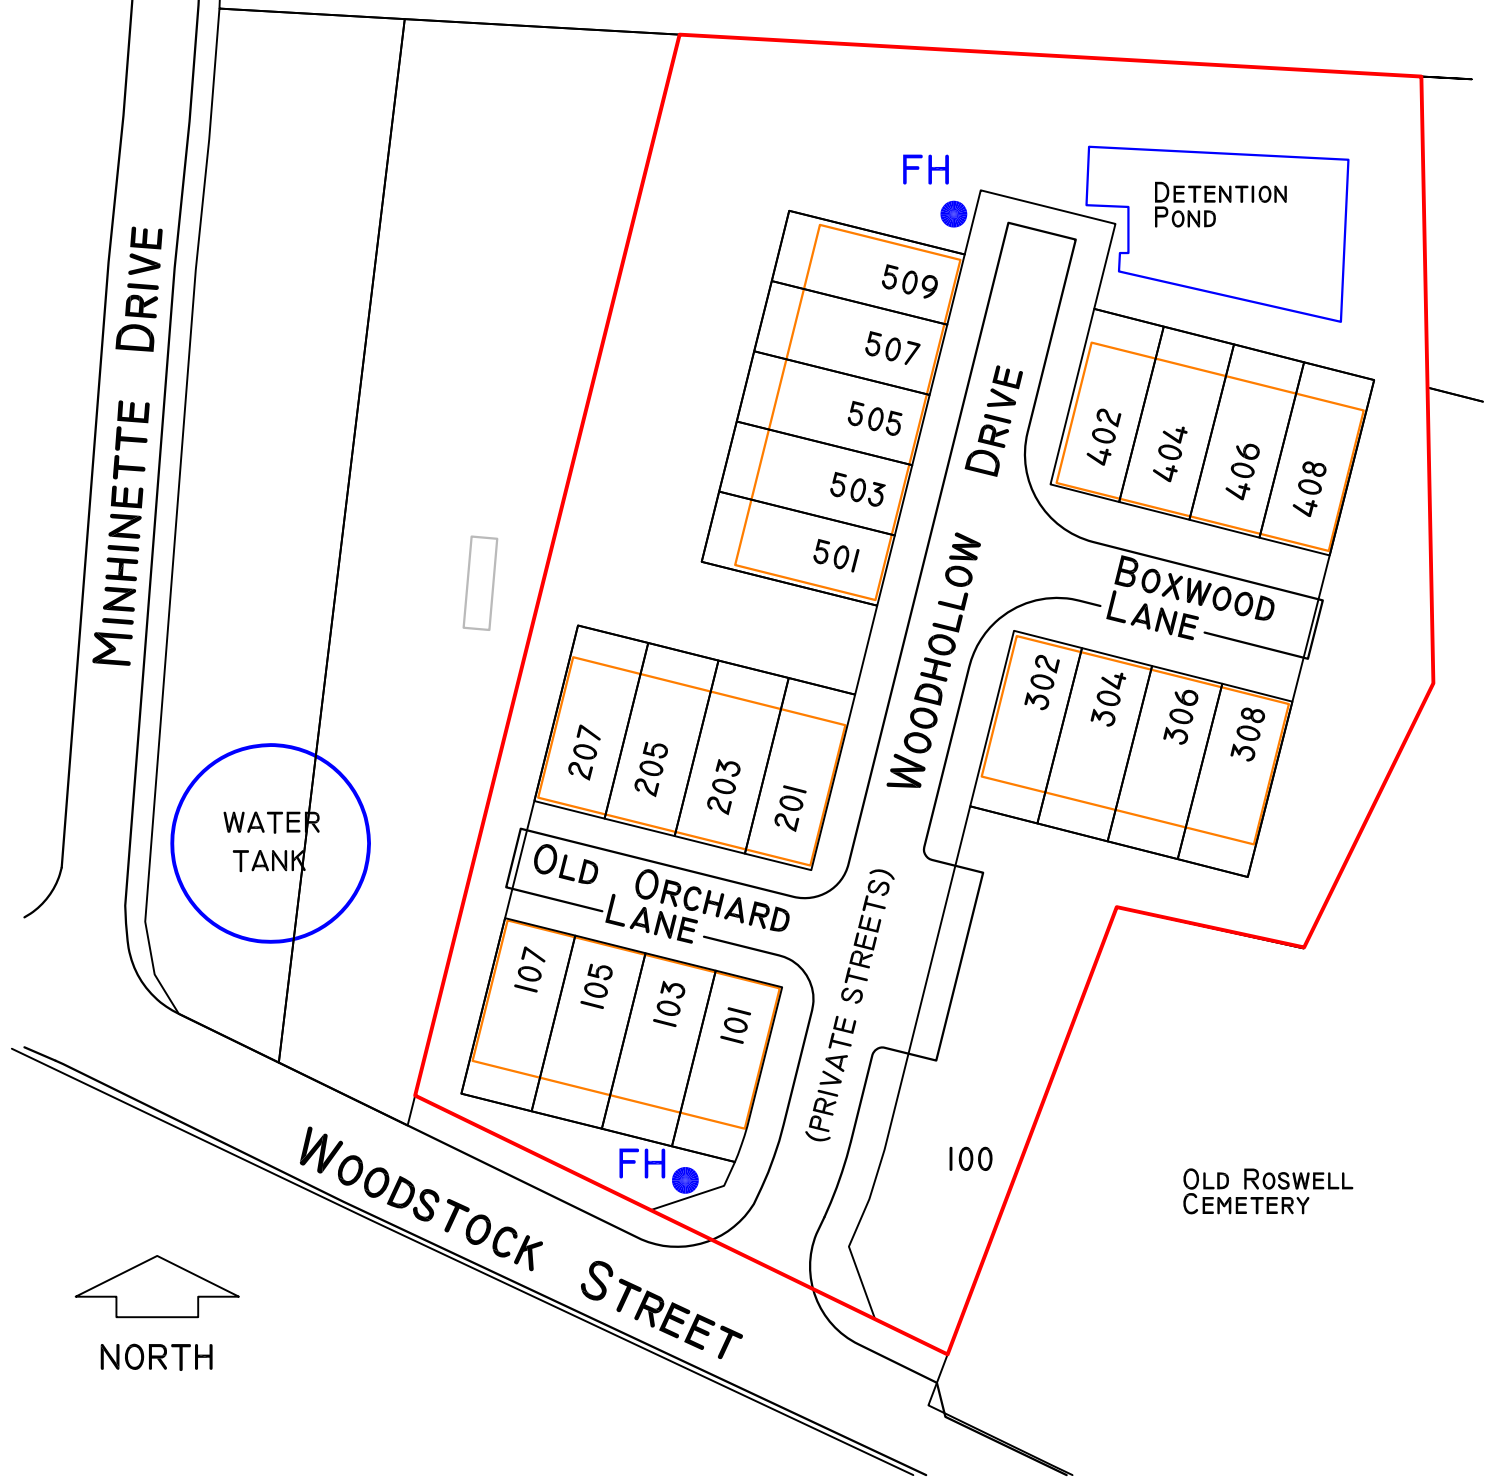 FH
DETENTION
POND
MINHINETTE DRIVE
509
507
505
503
501
WOODHOLLOW DRIVE
402
404
406
408
BOXWOOD
LANE
302
304
306
308
207
205
203
201
WATER
TANK
OLD ORCHARD
LANE
107
105
103
101
(PRIVATE STREETS)
100
OLD ROSWELL
CEMETERY
FH
WOODSTOCK STREET
NORTH